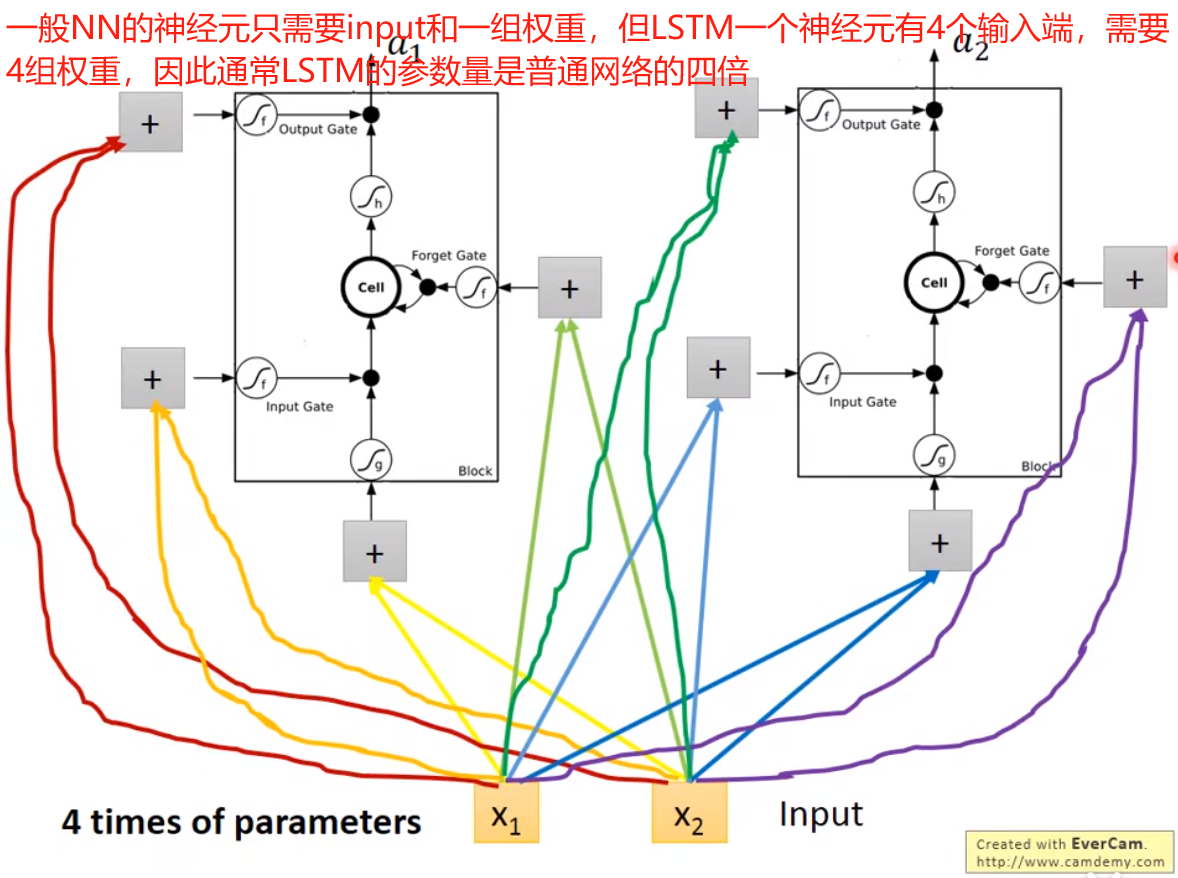 一般NN的神经元只需要input和一组权重，但LSTM一个神经元有4个输入端，需要
4组权重，因此通常LSTM的参数量是普通网络的四倍
a1
a2
+
f
Output Gate
+
f
Output Gate
h
h
Forget Gate
Cell
f
+
Forget Gate
Cell
f
+
+
f
Input Gate
+
f
Input Gate
g
Block
g
Block
+
+
4 times of parameters
x1
x2
Input
Created with EverCam.
http://www.camdemy.com